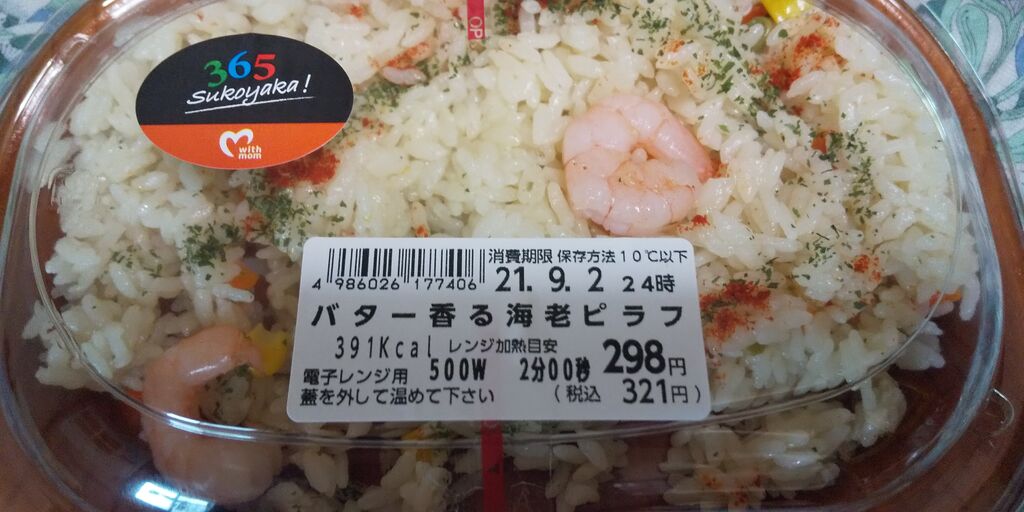 OP
365
Sukoyaka!
with
mom
消費期限 保存方法 10℃以下
21. 9. 2 24時
4 986026 177406
バター香る海老ピラフ
391Kcal レンジ加熱目安
電子レンジ用 500W 2分00秒 298円
蓋を外して温めて下さい (税込 321円)